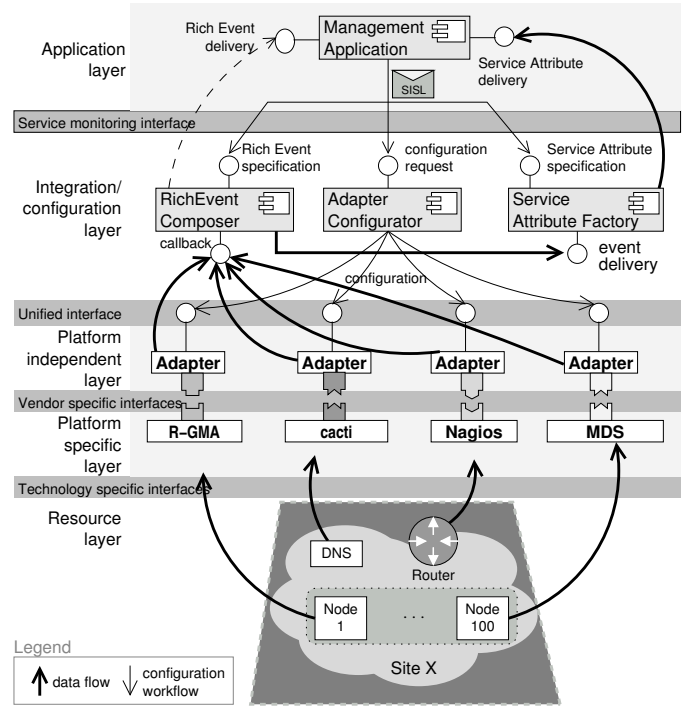 Application
layer
Rich Event
delivery
Management
Application
Service Attribute
delivery
SISL
Service monitoring interface
Rich Event
specification
configuration
request
Service Attribute
specification
Integration/
configuration
layer
RichEvent
Composer
Adapter
Configurator
Service
Attribute Factory
callback
event
delivery
configuration
Unified interface
Platform
independent
layer
Adapter
Adapter
Adapter
Adapter
Vendor specific interfaces
Platform
specific
layer
R-GMA
cacti
Nagios
MDS
Technology specific interfaces
Resource
layer
DNS
Router
Node
1
. . .
Node
100
Site X
Legend
data flow
configuration
workflow